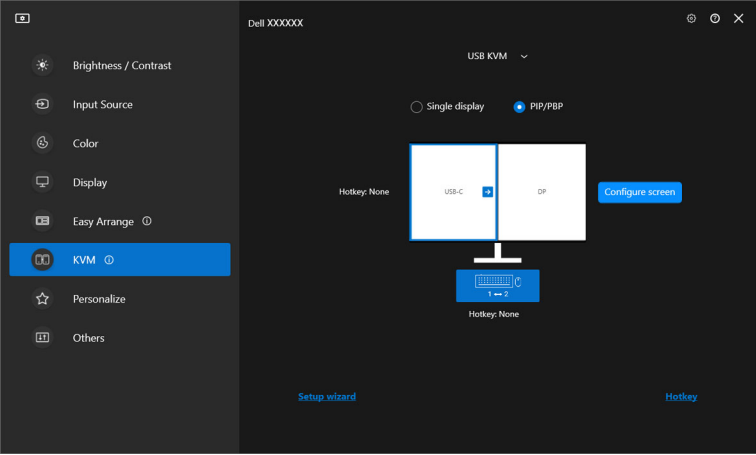 Dell XXXXXX
Brightness / Contrast
Input Source
Color
Display
Easy Arrange
KVM
Personalize
Others
USB KVM
Single display
PIP/PBP
Hotkey: None
USB-C
DP
Configure screen
1 ↔ 2
Hotkey: None
Setup wizard
Hotkey